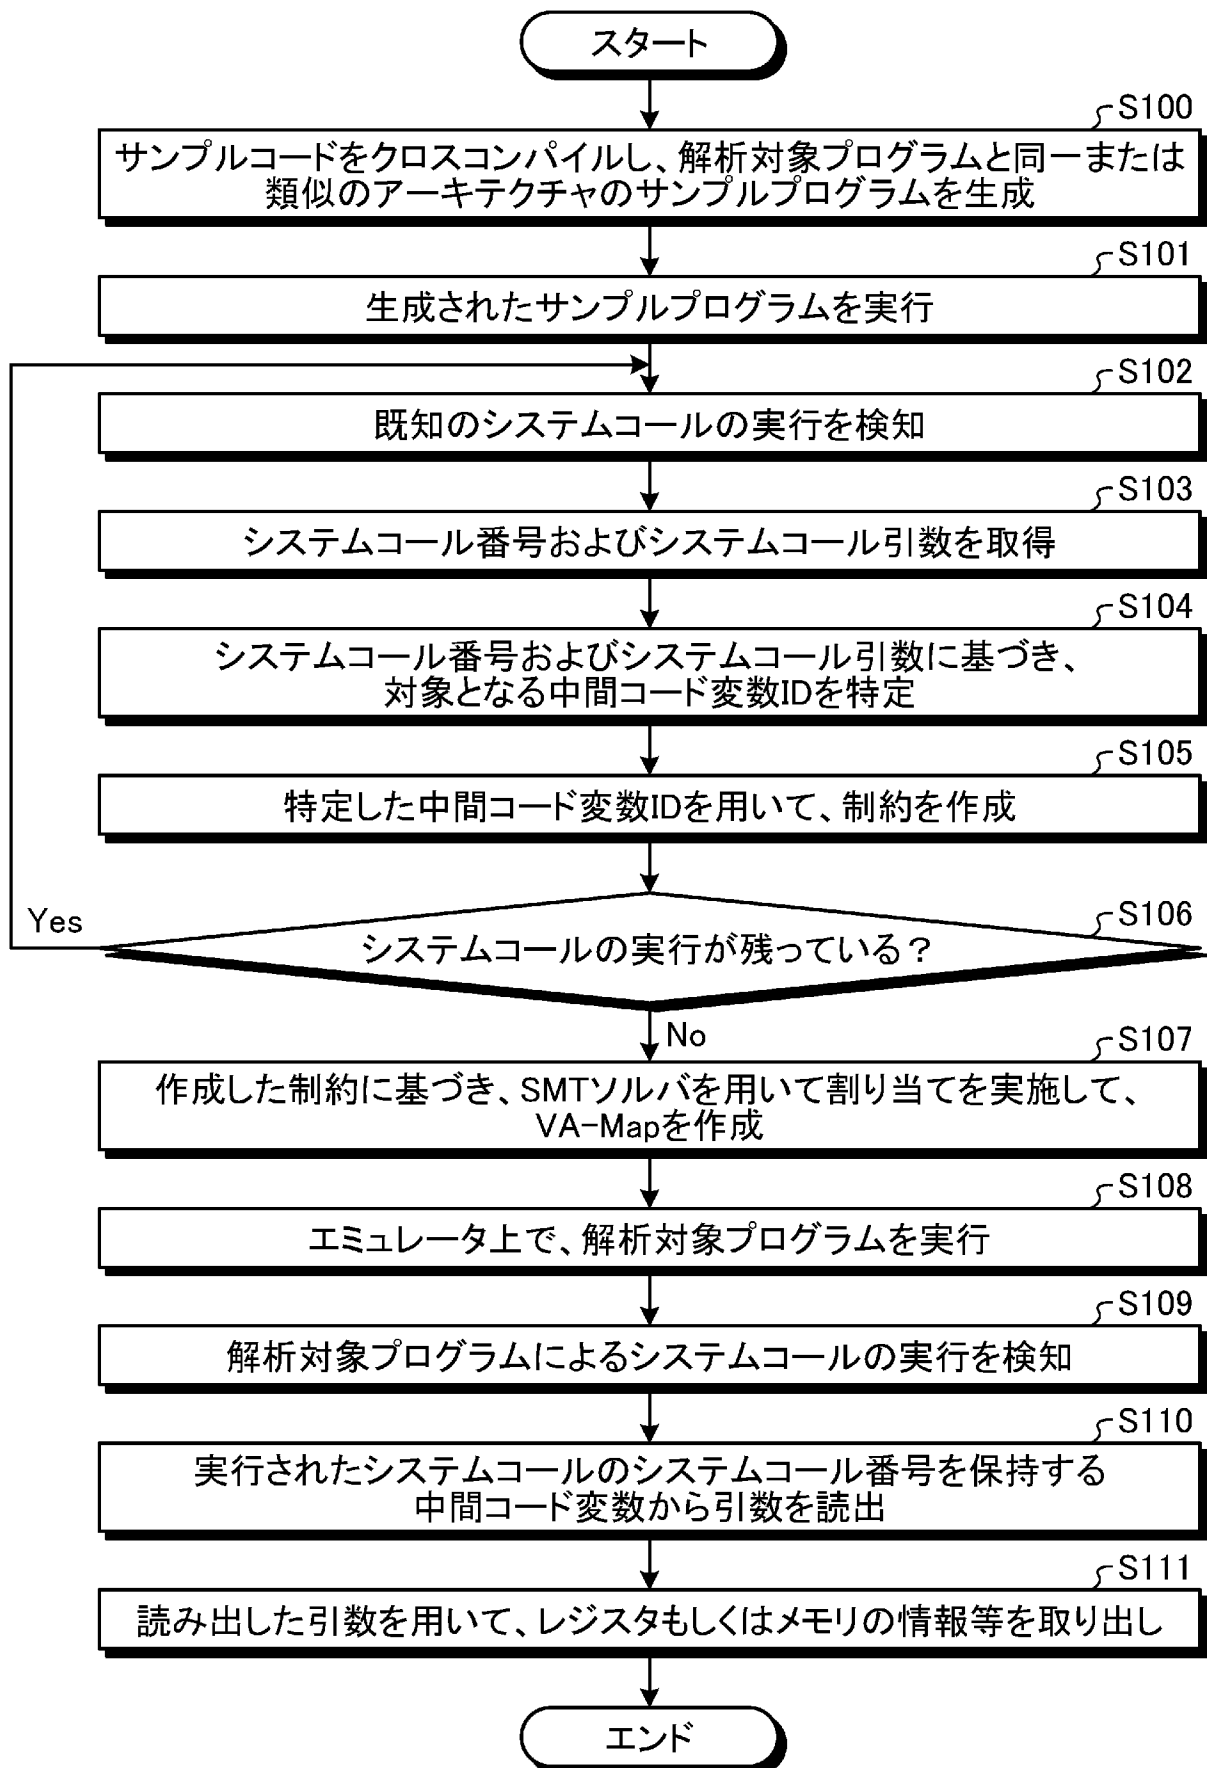 スタート
S100
サンプルコードをクロスコンパイルし、解析対象プログラムと同一または
類似のアーキテクチャのサンプルプログラムを生成
S101
生成されたサンプルプログラムを実行
S102
既知のシステムコールの実行を検知
S103
システムコール番号およびシステムコール引数を取得
S104
システムコール番号およびシステムコール引数に基づき、
対象となる中間コード変数IDを特定
S105
特定した中間コード変数IDを用いて、制約を作成
Yes
S106
システムコールの実行が残っている?
No
S107
作成した制約に基づき、SMTソルバを用いて割り当てを実施して、
VA-Mapを作成
S108
エミュレータ上で、解析対象プログラムを実行
S109
解析対象プログラムによるシステムコールの実行を検知
S110
実行されたシステムコールのシステムコール番号を保持する
中間コード変数から引数を読出
S111
読み出した引数を用いて、レジスタもしくはメモリの情報等を取り出し
エンド